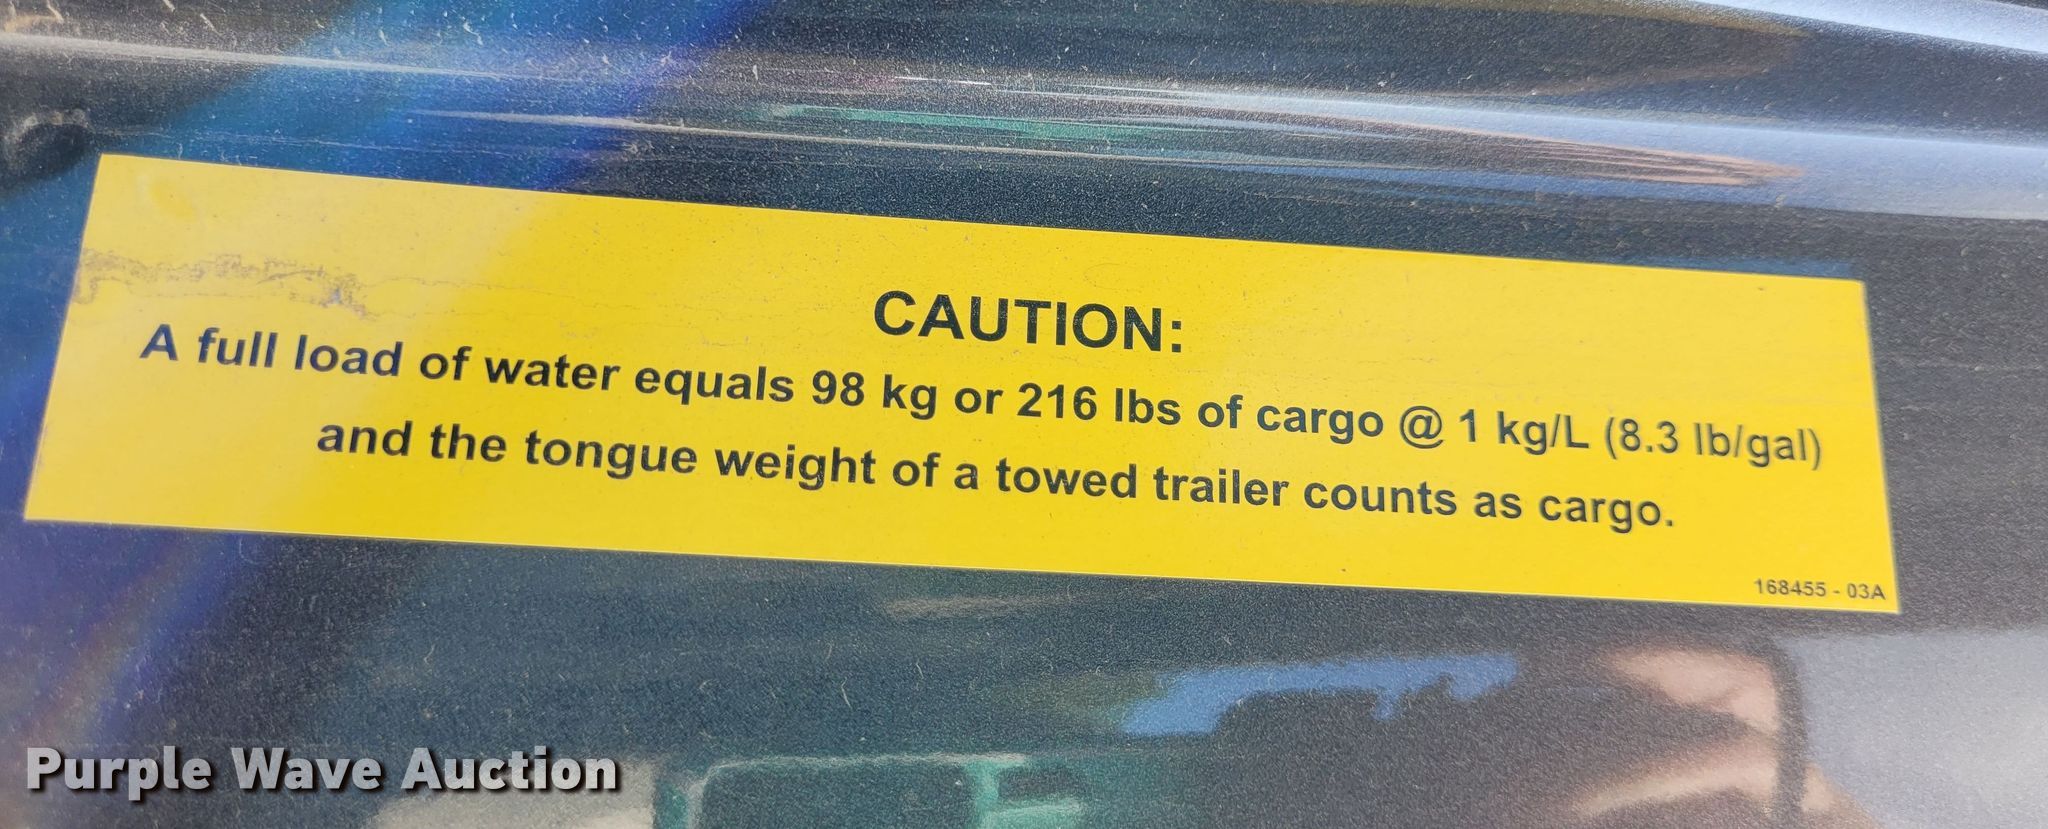 CAUTION:
A full load of water equals 98 kg or 216 lbs of cargo @ 1 kg/L (8.3 lb/gal)
and the tongue weight of a towed trailer counts as cargo.
168455 - 03A
Purple Wave Auction